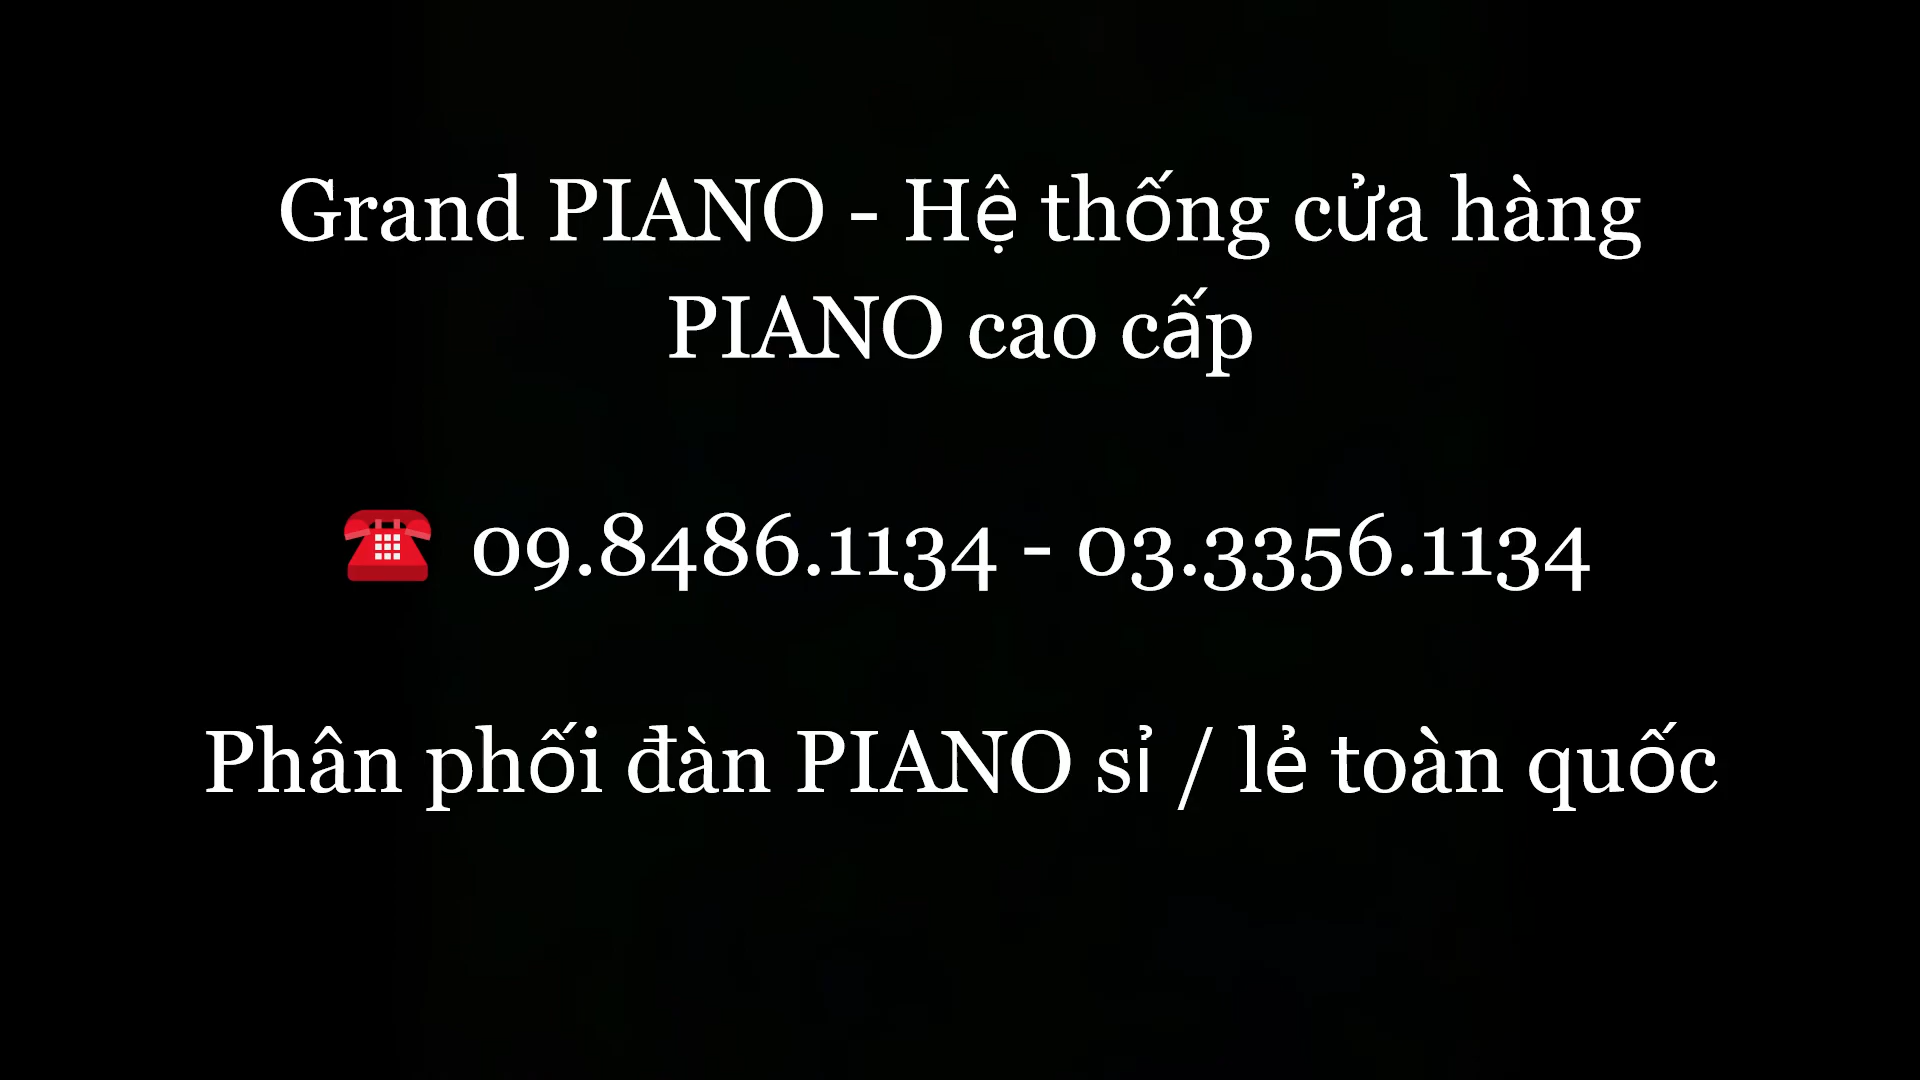 Grand PIANO - Hệ thống cửa hàng
PIANO cao cấp
☎️ 09.8486.1134 - 03.3356.1134
Phân phối đàn PIANO sỉ / lẻ toàn quốc